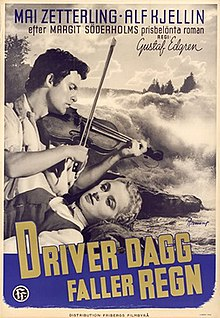 MAI ZETTERLING - ALF KJELLIN
efter MARGIT SÖDERHOLMS prisbelönta roman
REGI:
Gustaf Edgren
DRIVER DAGG
FALLER REGN
SF
DISTRIBUTION FRIBERGS FILMBYRÅ